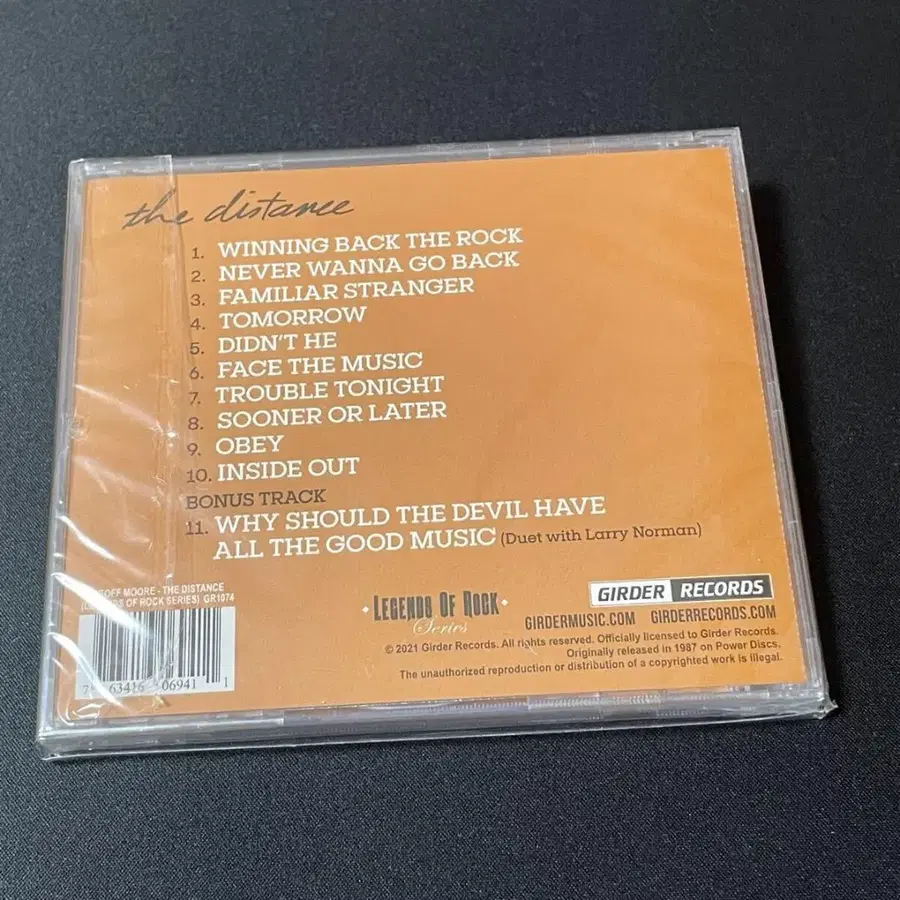 the distance
1. WINNING BACK THE ROCK
2. NEVER WANNA GO BACK
3. FAMILIAR STRANGER
4. TOMORROW
5. DIDN'T HE
6. FACE THE MUSIC
7. TROUBLE TONIGHT
8. SOONER OR LATER
9. OBEY
10. INSIDE OUT
BONUS TRACK
11. WHY SHOULD THE DEVIL HAVE
ALL THE GOOD MUSIC (Duet with Larry Norman)
MOORE - THE DISTANCE
OF ROCK SERIES) GR1074
7 63416 06941 1
LEGENDS OF ROCK
Series
GIRDER RECORDS
GIRDERMUSIC.COM GIRDERRECORDS.COM
© 2021 Girder Records. All rights reserved. Officially licensed to Girder Records.
Originally released in 1987 on Power Discs.
The unauthorized reproduction or distribution of a copyrighted work is illegal.